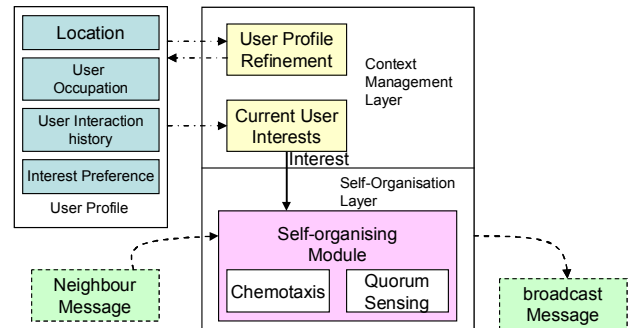 Location
User
Occupation
User Interaction
history
Interest Preference
User Profile
User Profile
Refinement
Current User
Interests
Context
Management
Layer
Interest
Self-Organisation
Layer
Self-organising
Module
Chemotaxis
Quorum
Sensing
Neighbour
Message
broadcast
Message